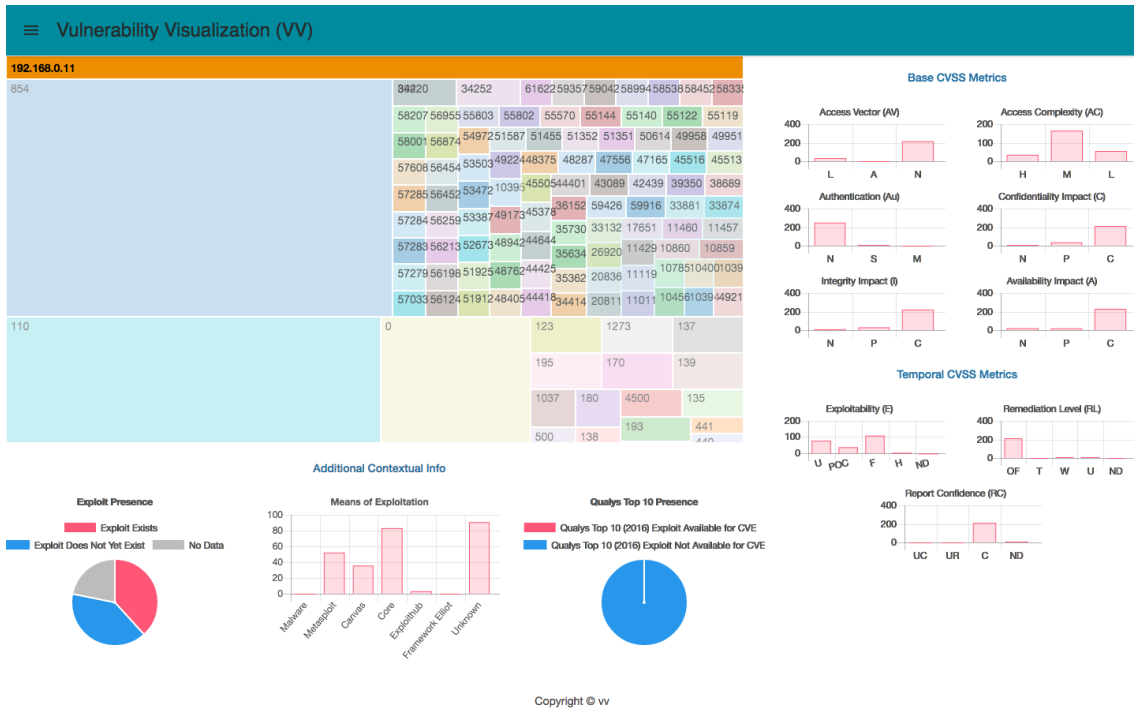 Vulnerability Visualization (VV)
192.168.0.11
854
34220 34252 61622 59357 59042 58994 58538 58452 58335
58207 56955 55803 55802 55570 55144 55140 55122 55119
58001 56874 54972 51587 51455 51352 51351 50614 49958 49951
57608 56454 53503 49224 48375 48287 47556 47165 45516 45513
57285 56452 53472 10395 45505 44401 43089 42439 39350 38689
57284 56259 53387 49173 45378 36152 59426 59916 33881 33874
57283 56213 52673 48942 44644 35730 33132 17651 11460 11457
35634 26920 11429 10860 10859
57279 56198 51925 48762 44425 35362 20836 11119 10785 10400 1039
57033 56124 51912 48405 44418 34414 20811 11011 10456 10394 4921
110
0
123 1273 137
195 170 139
1037 180 4500 135
193 441
500 138 440
Base CVSS Metrics
Access Vector (AV)
400
200
0
L A N
Access Complexity (AC)
200
100
0
H M L
Authentication (Au)
400
200
0
N S M
Confidentiality Impact (C)
400
200
0
N P C
Integrity Impact (I)
400
200
0
N P C
Availability Impact (A)
400
200
0
N P C
Temporal CVSS Metrics
Exploitability (E)
200
100
0
U POC F H ND
Remediation Level (RL)
400
200
0
OF T W U ND
Report Confidence (RC)
400
200
0
UC UR C ND
Additional Contextual Info
Exploit Presence
Exploit Exists
Exploit Does Not Yet Exist No Data
Means of Exploitation
100
80
60
40
20
0
Malware Metasploit Canvas Core Exploithub Framework Elliot Unknown
Qualys Top 10 Presence
Qualys Top 10 (2016) Exploit Available for CVE
Qualys Top 10 (2016) Exploit Not Available for CVE
Copyright © vv